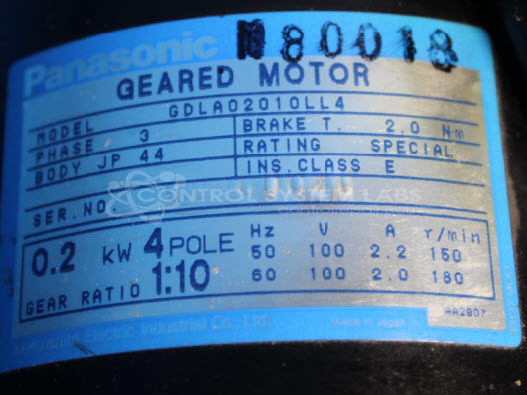 Panasonic N80018
GEARED MOTOR
MODEL GDLA02010LL4
PHASE 3 BRAKE T. 2.0 N·m
BODY JP 44 RATING SPECIAL
INS.CLASS E
CONTROL SYSTEM LABS
SER.NO.
0.2 kW 4 POLE Hz V A r/min
50 100 2.2 150
60 100 2.0 180
GEAR RATIO 1:10
AA2807
Matsushita Electric Industrial Co., Ltd. MADE IN JAPAN